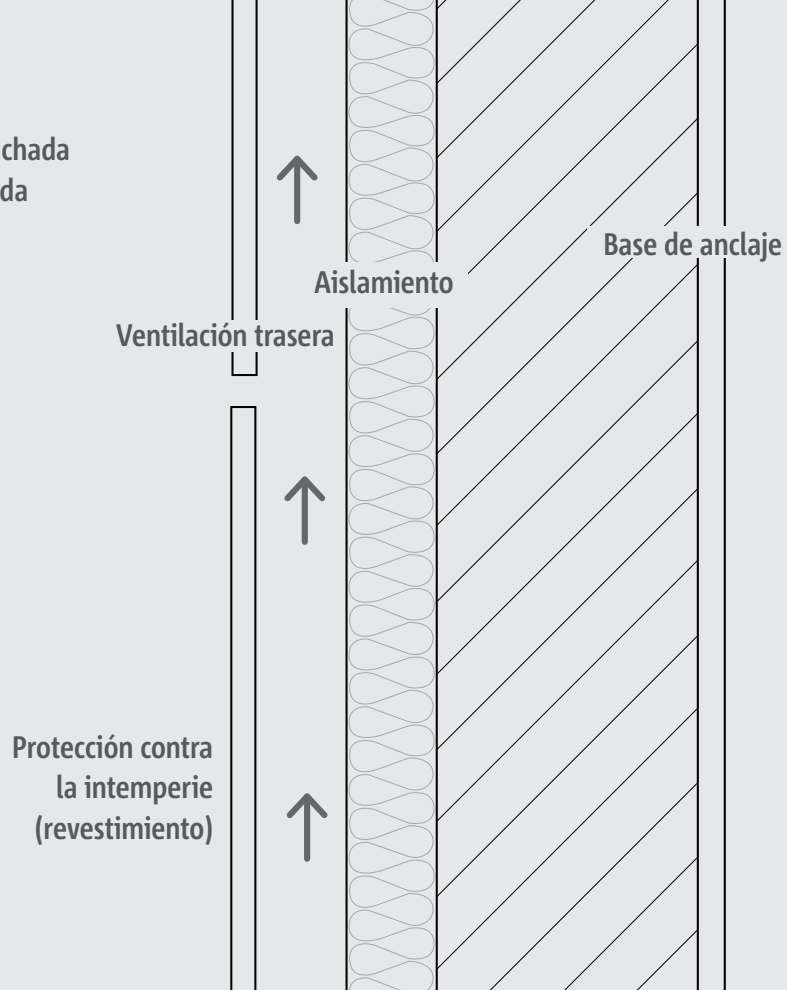 chada
da
Base de anclaje
Aislamiento
Ventilación trasera
Protección contra
la intemperie
(revestimiento)